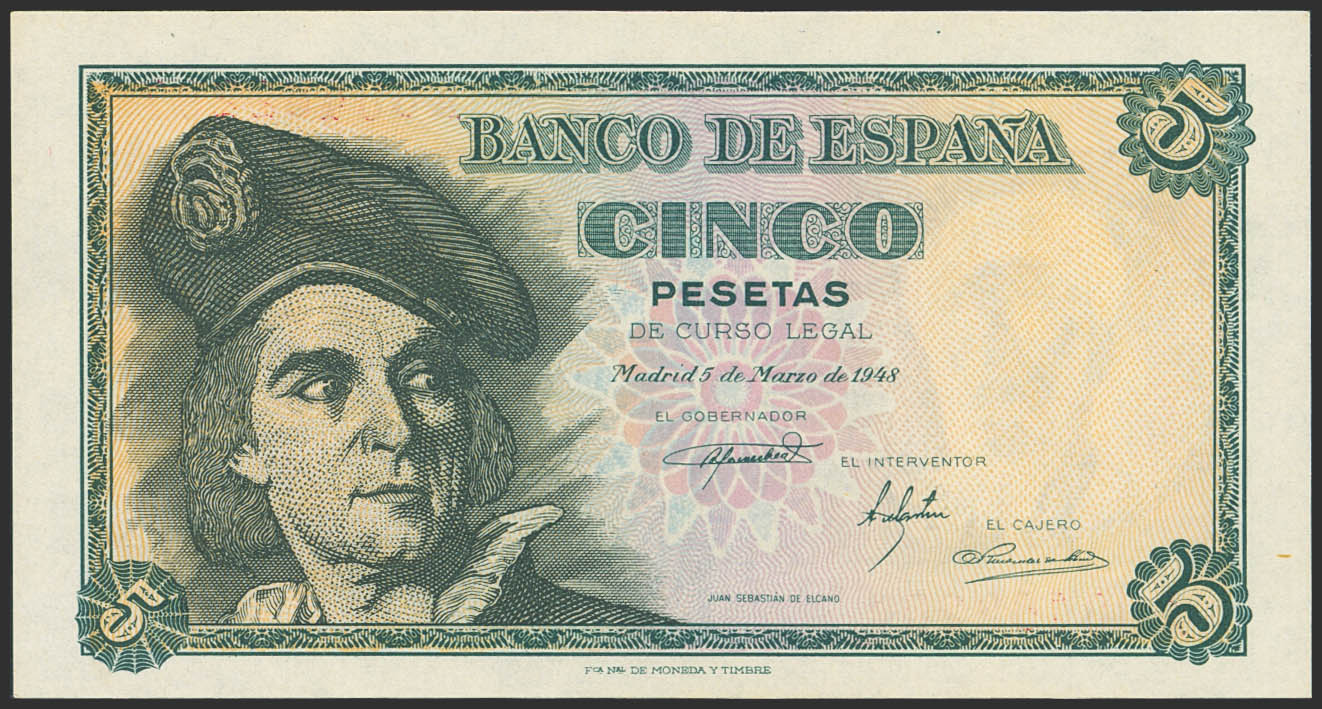 BANCO DE ESPAÑA
5
CINCO
PESETAS
DE CURSO LEGAL
Madrid 5 de Marzo de 1948
EL GOBERNADOR
EL INTERVENTOR
EL CAJERO
JUAN SEBASTIAN DE ELCANO
5
5
FCA NAL DE MONEDA Y TIMBRE